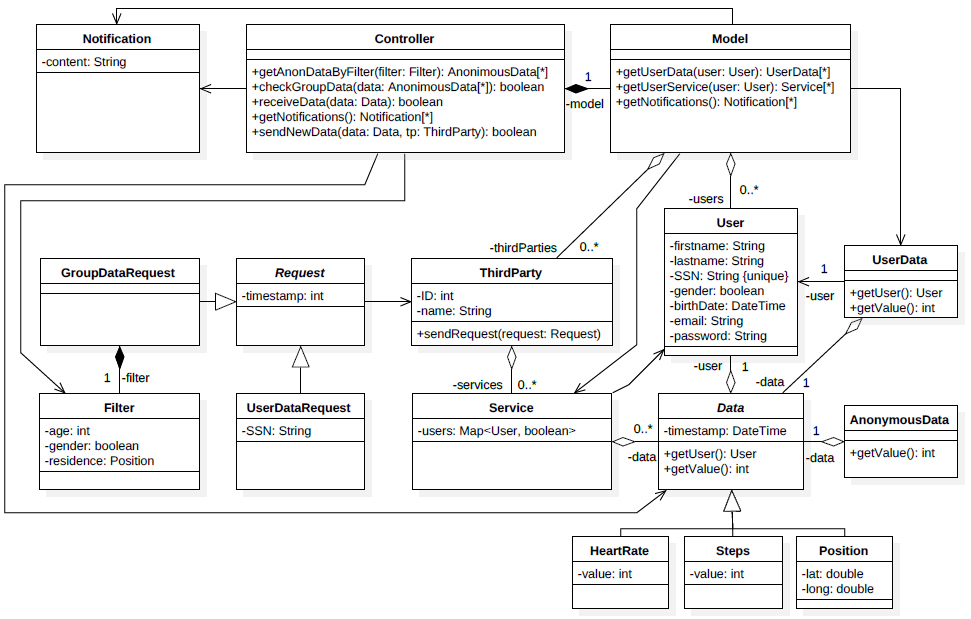 Notification
-content: String
Controller
+getAnonDataByFilter(filter: Filter): AnonimousData[*]
+checkGroupData(data: AnonimousData[*]): boolean
+receiveData(data: Data): boolean
+getNotifications(): Notification[*]
+sendNewData(data: Data, tp: ThirdParty): boolean
1
-model
Model
+getUserData(user: User): UserData[*]
+getUserService(user: User): Service[*]
+getNotifications(): Notification[*]
-thirdParties
0..*
-users
0..*
GroupDataRequest
Request
-timestamp: int
ThirdParty
-ID: int
-name: String
+sendRequest(request: Request)
User
-firstname: String
-lastname: String
-SSN: String {unique}
-gender: boolean
-birthDate: DateTime
-email: String
-password: String
1
-user
UserData
+getUser(): User
+getValue(): int
1
-filter
-services
0..*
-user
1
-data
1
Filter
-age: int
-gender: boolean
-residence: Position
UserDataRequest
-SSN: String
Service
-users: Map<User, boolean>
0..*
-data
Data
-timestamp: DateTime
+getUser(): User
+getValue(): int
1
-data
AnonymousData
+getValue(): int
HeartRate
-value: int
Steps
-value: int
Position
-lat: double
-long: double